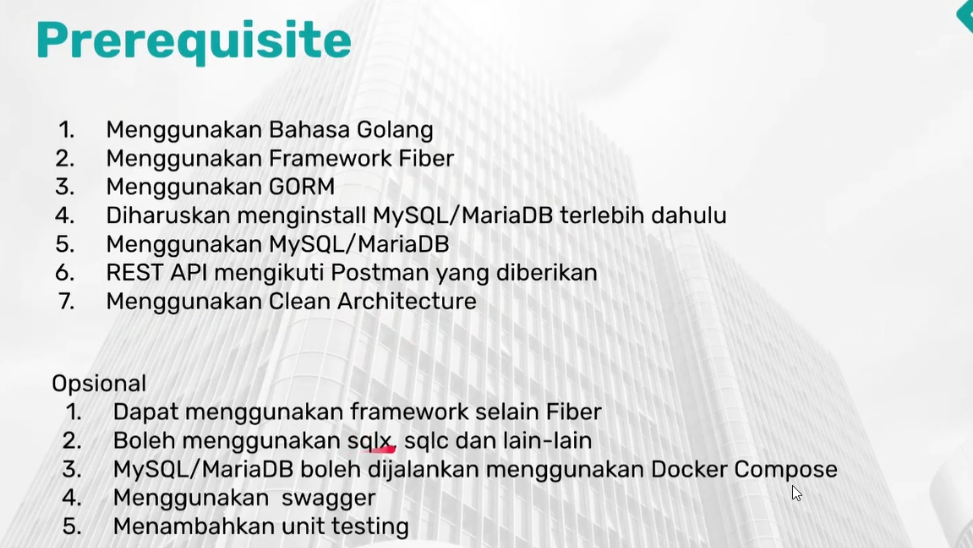 Prerequisite
1. Menggunakan Bahasa Golang
2. Menggunakan Framework Fiber
3. Menggunakan GORM
4. Diharuskan menginstall MySQL/MariaDB terlebih dahulu
5. Menggunakan MySQL/MariaDB
6. REST API mengikuti Postman yang diberikan
7. Menggunakan Clean Architecture
Opsional
1. Dapat menggunakan framework selain Fiber
2. Boleh menggunakan sqlx, sqlc dan lain-lain
3. MySQL/MariaDB boleh dijalankan menggunakan Docker Compose
4. Menggunakan swagger
5. Menambahkan unit testing